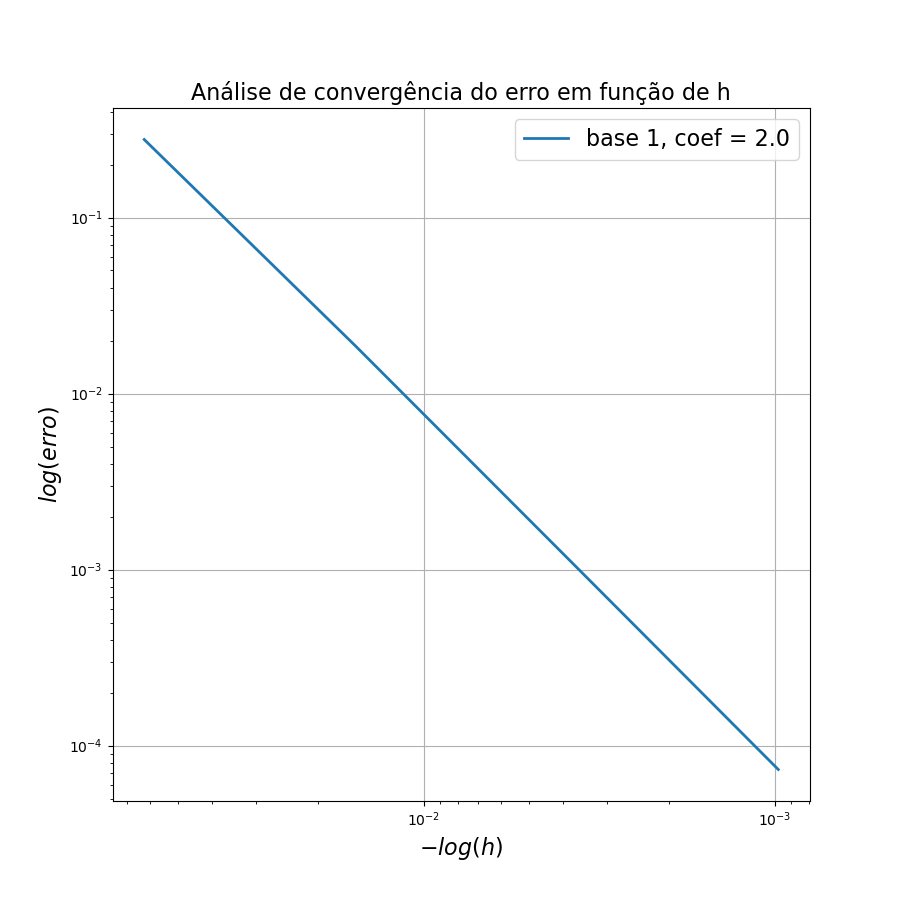 Análise de convergência do erro em função de h
base 1, coef = 2.0
10⁻¹
10⁻²
10⁻³
10⁻⁴
log(erro)
10⁻²
10⁻³
−log(h)